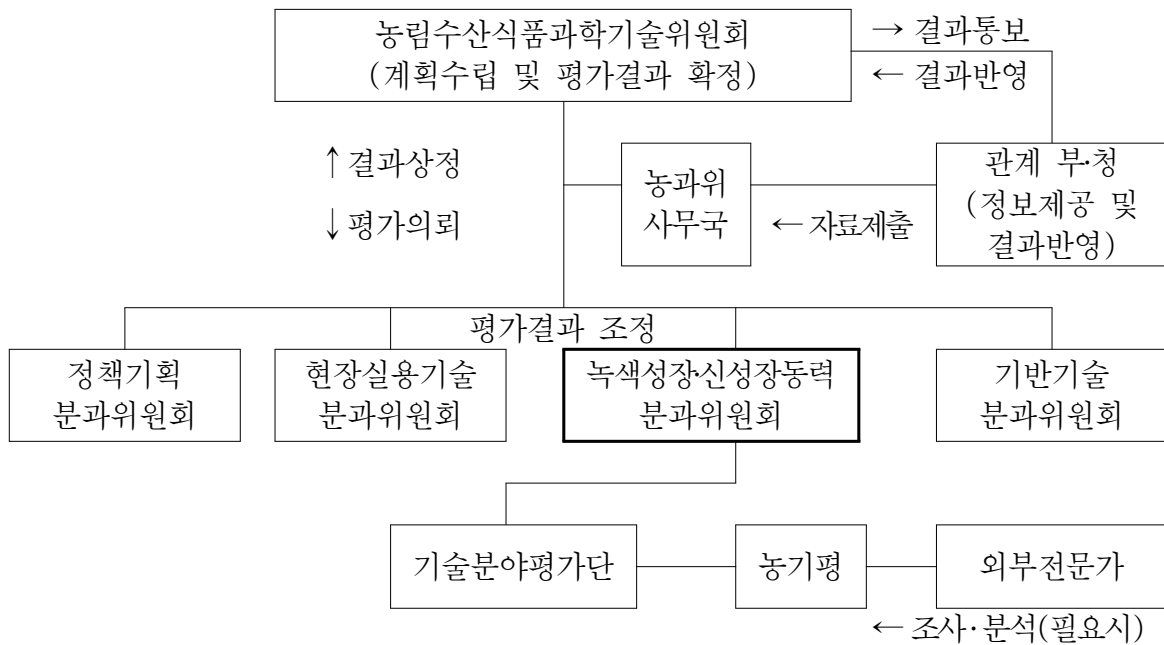 농림수산식품과학기술위원회
(계획수립 및 평가결과 확정)
→ 결과통보
← 결과반영
↑ 결과상정
↓ 평가의뢰
농과위
사무국
← 자료제출
관계 부·청
(정보제공 및
결과반영)
평가결과 조정
정책기획
분과위원회
현장실용기술
분과위원회
녹색성장·신성장동력
분과위원회
기반기술
분과위원회
기술분야평가단
농기평
외부전문가
← 조사·분석(필요시)